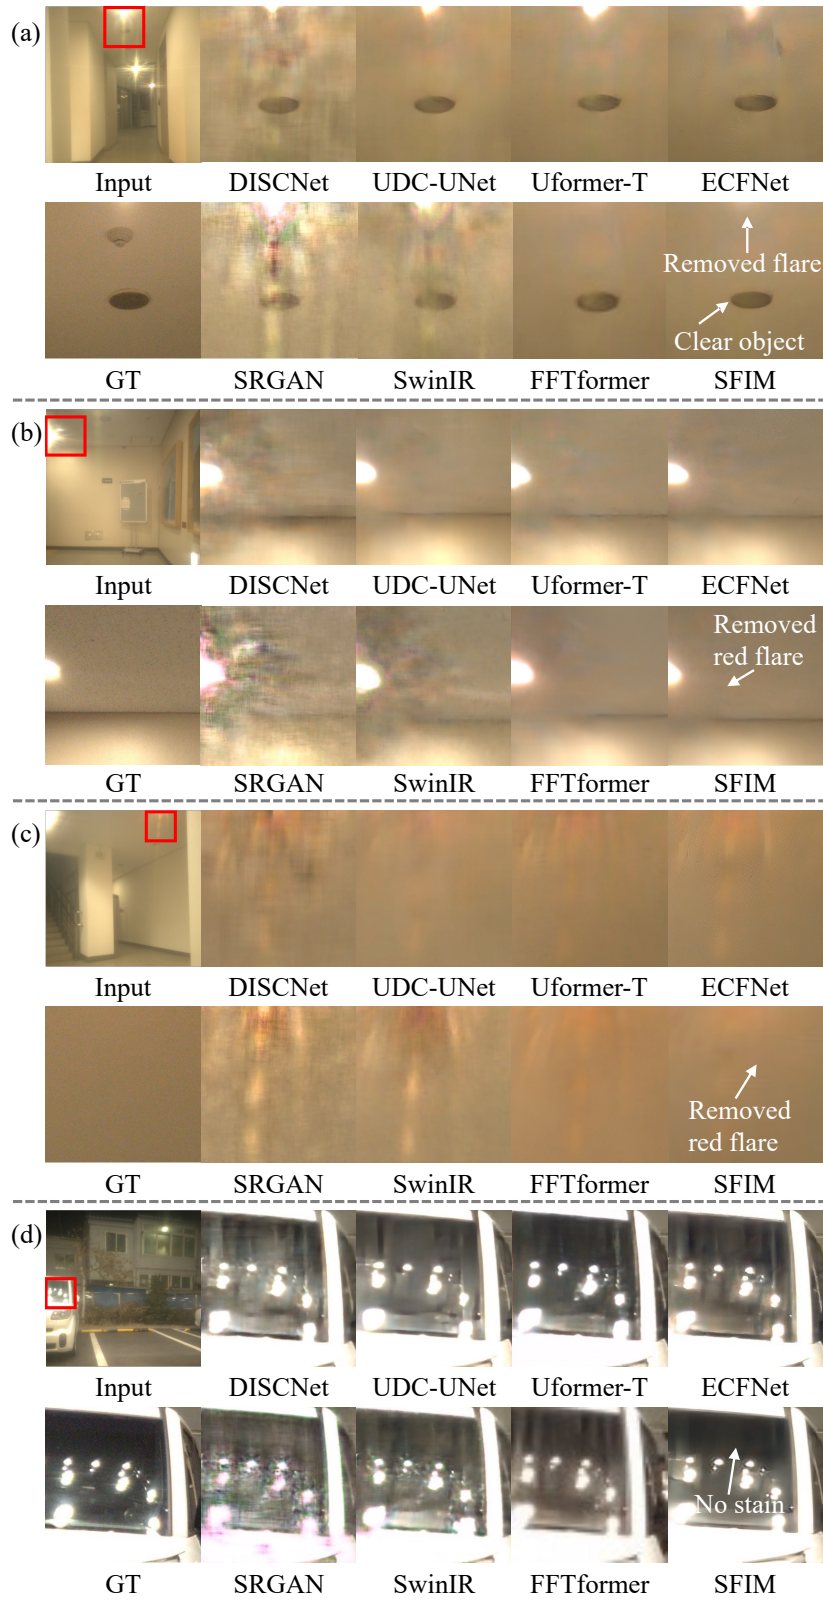 (a)
Input DISCNet UDC-UNet Uformer-T ECFNet
Removed flare
Clear object
GT SRGAN SwinIR FFTformer SFIM
(b)
Input DISCNet UDC-UNet Uformer-T ECFNet
Removed
red flare
GT SRGAN SwinIR FFTformer SFIM
(c)
Input DISCNet UDC-UNet Uformer-T ECFNet
Removed
red flare
GT SRGAN SwinIR FFTformer SFIM
(d)
Input DISCNet UDC-UNet Uformer-T ECFNet
No stain
GT SRGAN SwinIR FFTformer SFIM